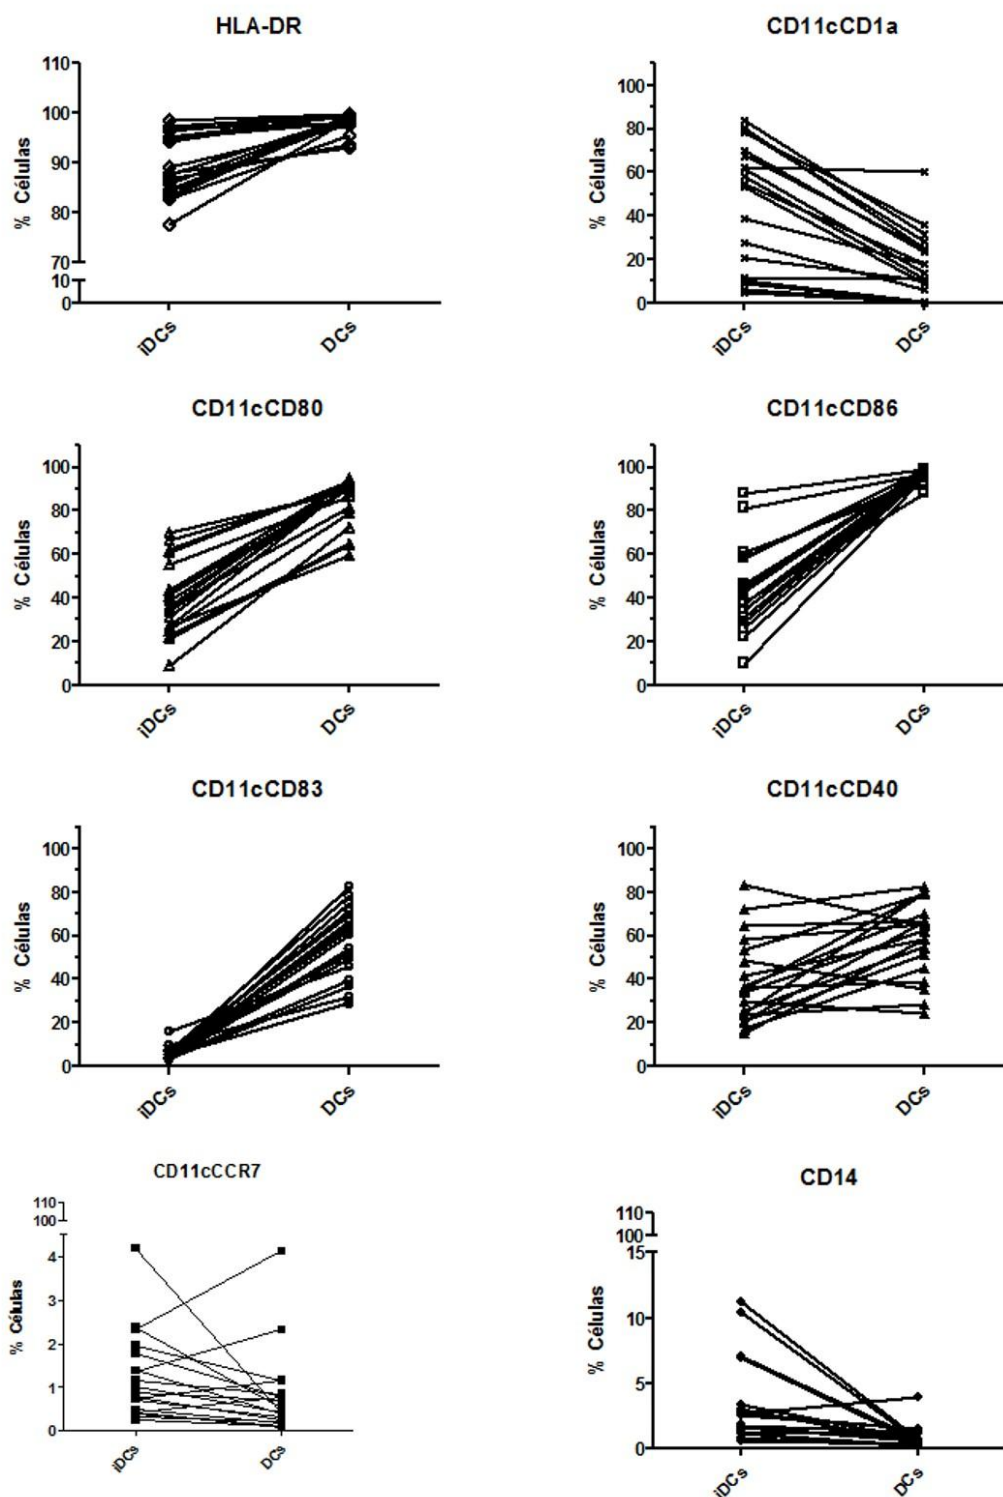 HLA-DR
% Células
110
100
90
80
70
10
0
iDCs
DCs
CD11cCD1a
% Células
100
80
60
40
20
0
iDCs
DCs
CD11cCD80
% Células
100
80
60
40
20
0
iDCs
DCs
CD11cCD86
% Células
100
80
60
40
20
0
iDCs
DCs
CD11cCD83
% Células
100
80
60
40
20
0
iDCs
DCs
CD11cCD40
% Células
100
80
60
40
20
0
iDCs
DCs
CD11cCCR7
% Células
110
100
4
3
2
1
0
iDCs
DCs
CD14
% Células
110
100
15
10
5
0
iDCs
DCs